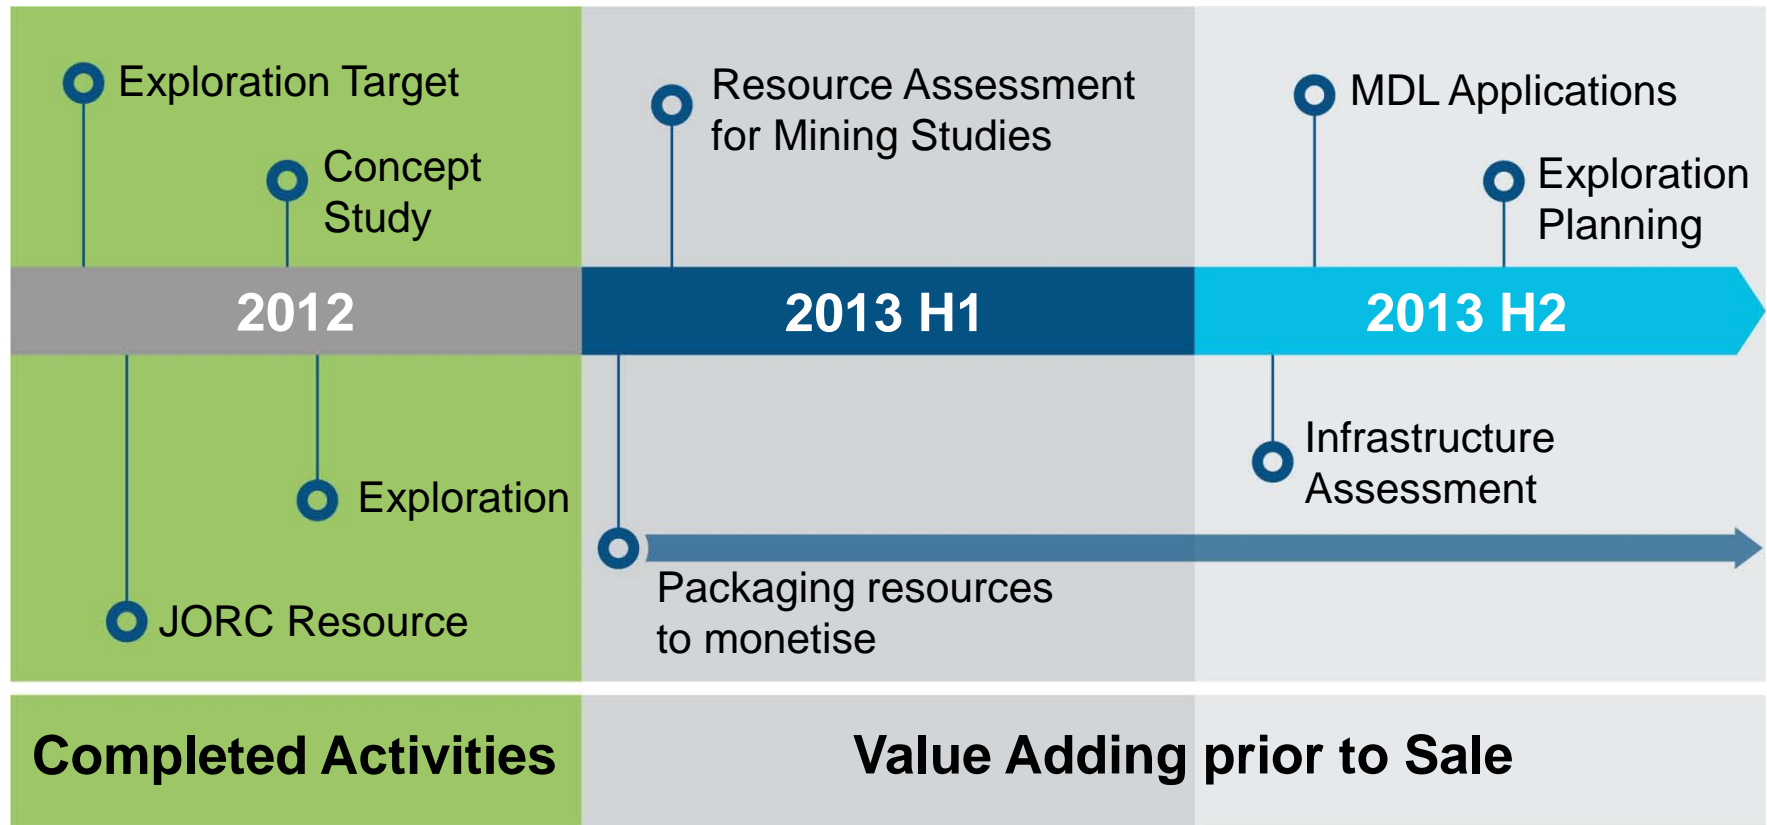 Exploration Target
Concept
Study
Resource Assessment
for Mining Studies
MDL Applications
Exploration
Planning
2012
2013 H1
2013 H2
Exploration
JORC Resource
Packaging resources
to monetise
Infrastructure
Assessment
Completed Activities
Value Adding prior to Sale